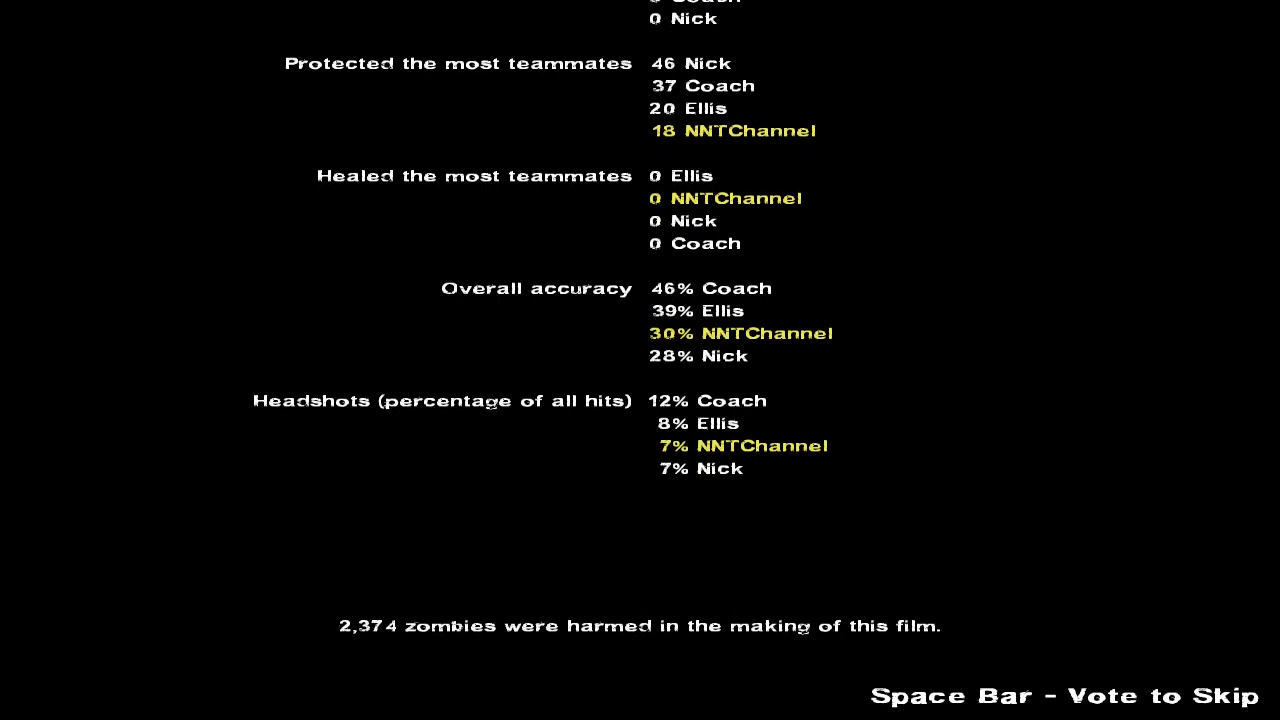 0 Nick
Protected the most teammates 46 Nick
37 Coach
20 Ellis
18 NNTChannel
Healed the most teammates 0 Ellis
0 NNTChannel
0 Nick
0 Coach
Overall accuracy 46% Coach
39% Ellis
30% NNTChannel
28% Nick
Headshots (percentage of all hits) 12% Coach
8% Ellis
7% NNTChannel
7% Nick
2,374 zombies were harmed in the making of this film.
Space Bar - Vote to Skip